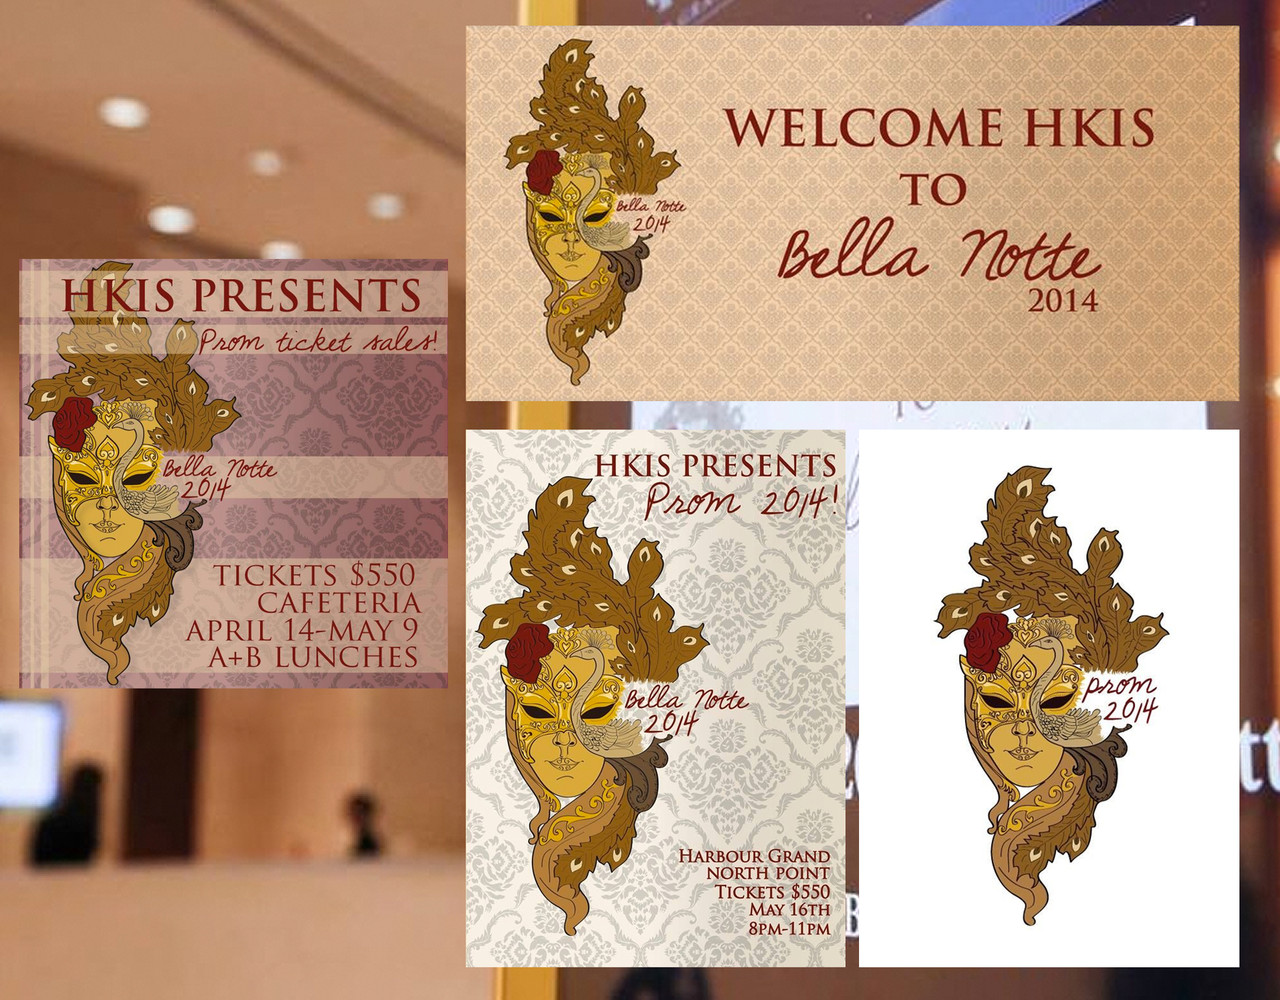 WELCOME HKIS
TO
Bella Notte
2014
Bella Notte
2014
HKIS PRESENTS
Prom ticket sales!
Bella Notte
2014
TICKETS $550
CAFETERIA
APRIL 14-MAY 9
A+B LUNCHES
HKIS PRESENTS
Prom 2014!
Bella Notte
2014
HARBOUR GRAND
NORTH POINT
TICKETS $550
MAY 16TH
8PM-11PM
prom
2014